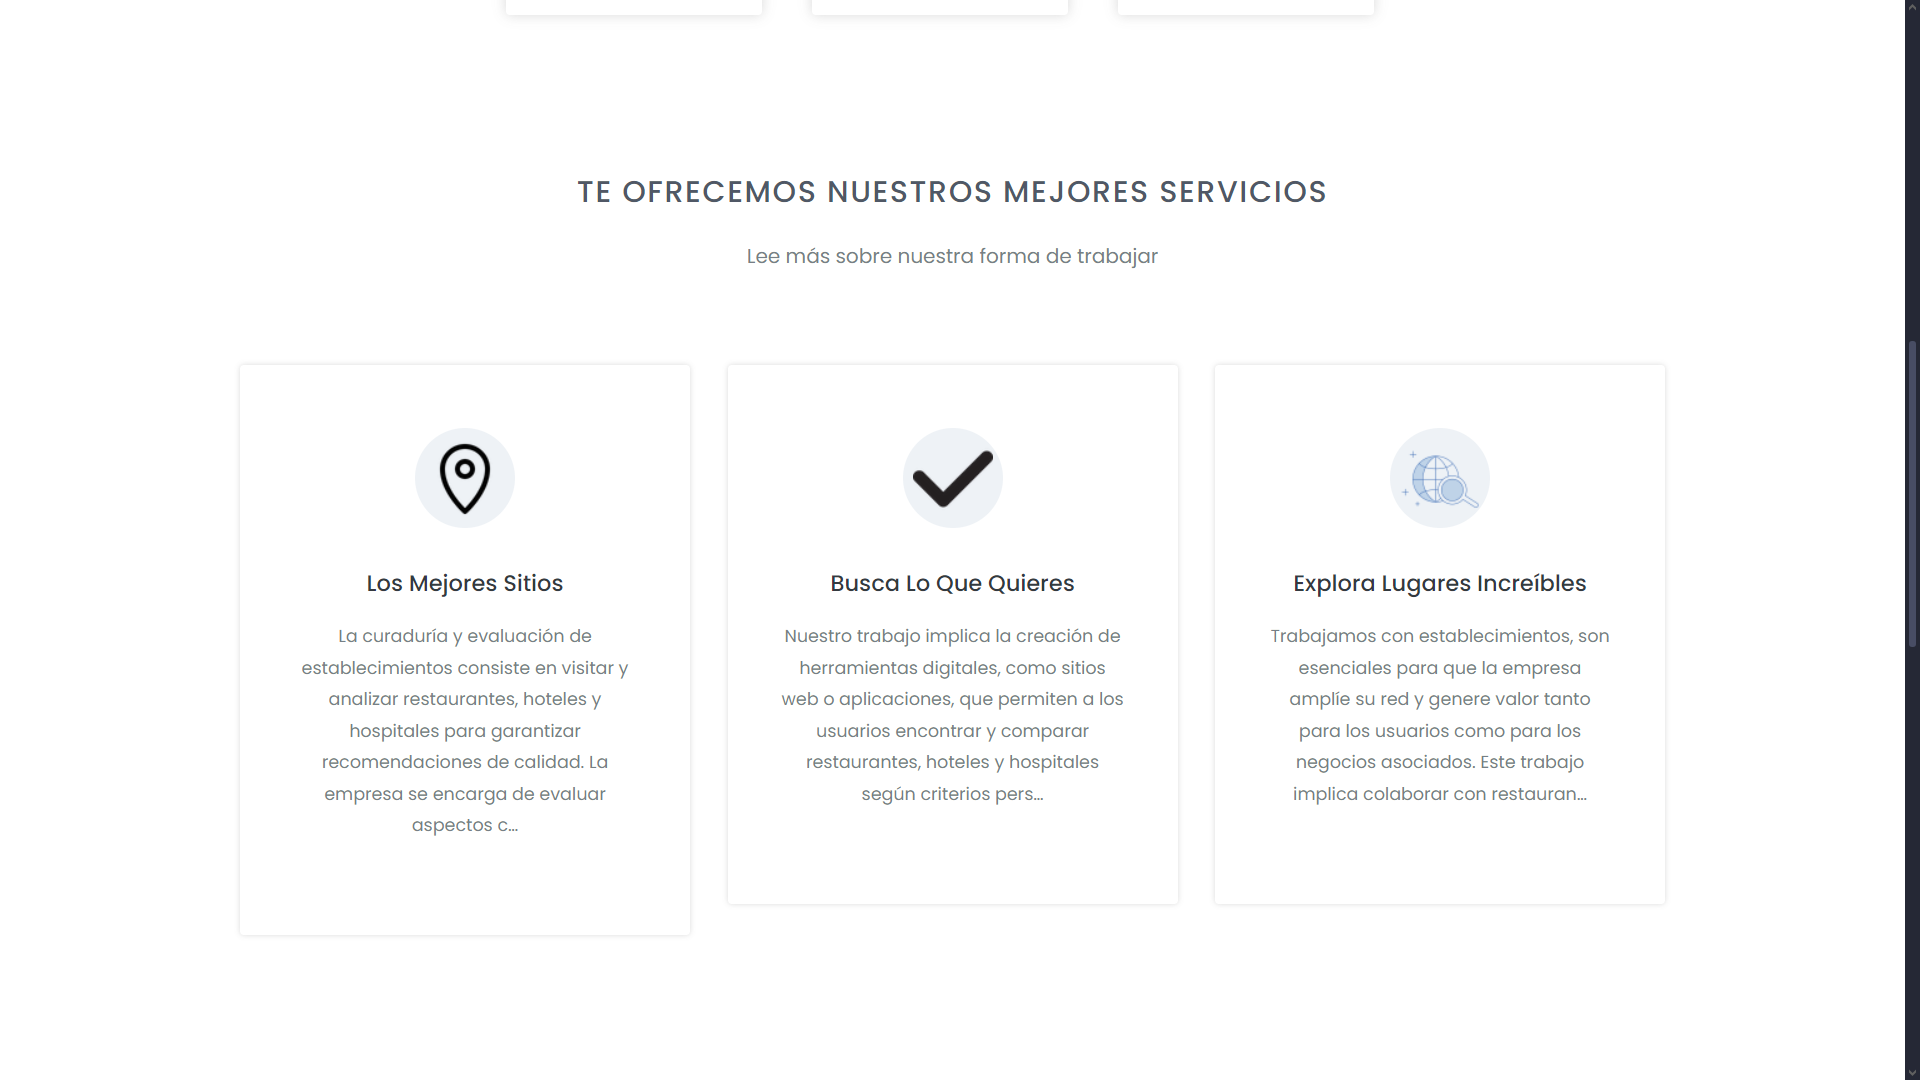 TE OFRECEMOS NUESTROS MEJORES SERVICIOS
Lee más sobre nuestra forma de trabajar
Los Mejores Sitios
La curaduría y evaluación de
establecimientos consiste en visitar y
analizar restaurantes, hoteles y
hospitales para garantizar
recomendaciones de calidad. La
empresa se encarga de evaluar
aspectos c...
Busca Lo Que Quieres
Nuestro trabajo implica la creación de
herramientas digitales, como sitios
web o aplicaciones, que permiten a los
usuarios encontrar y comparar
restaurantes, hoteles y hospitales
según criterios pers...
Explora Lugares Increíbles
Trabajamos con establecimientos, son
esenciales para que la empresa
amplíe su red y genere valor tanto
para los usuarios como para los
negocios asociados. Este trabajo
implica colaborar con restauran...